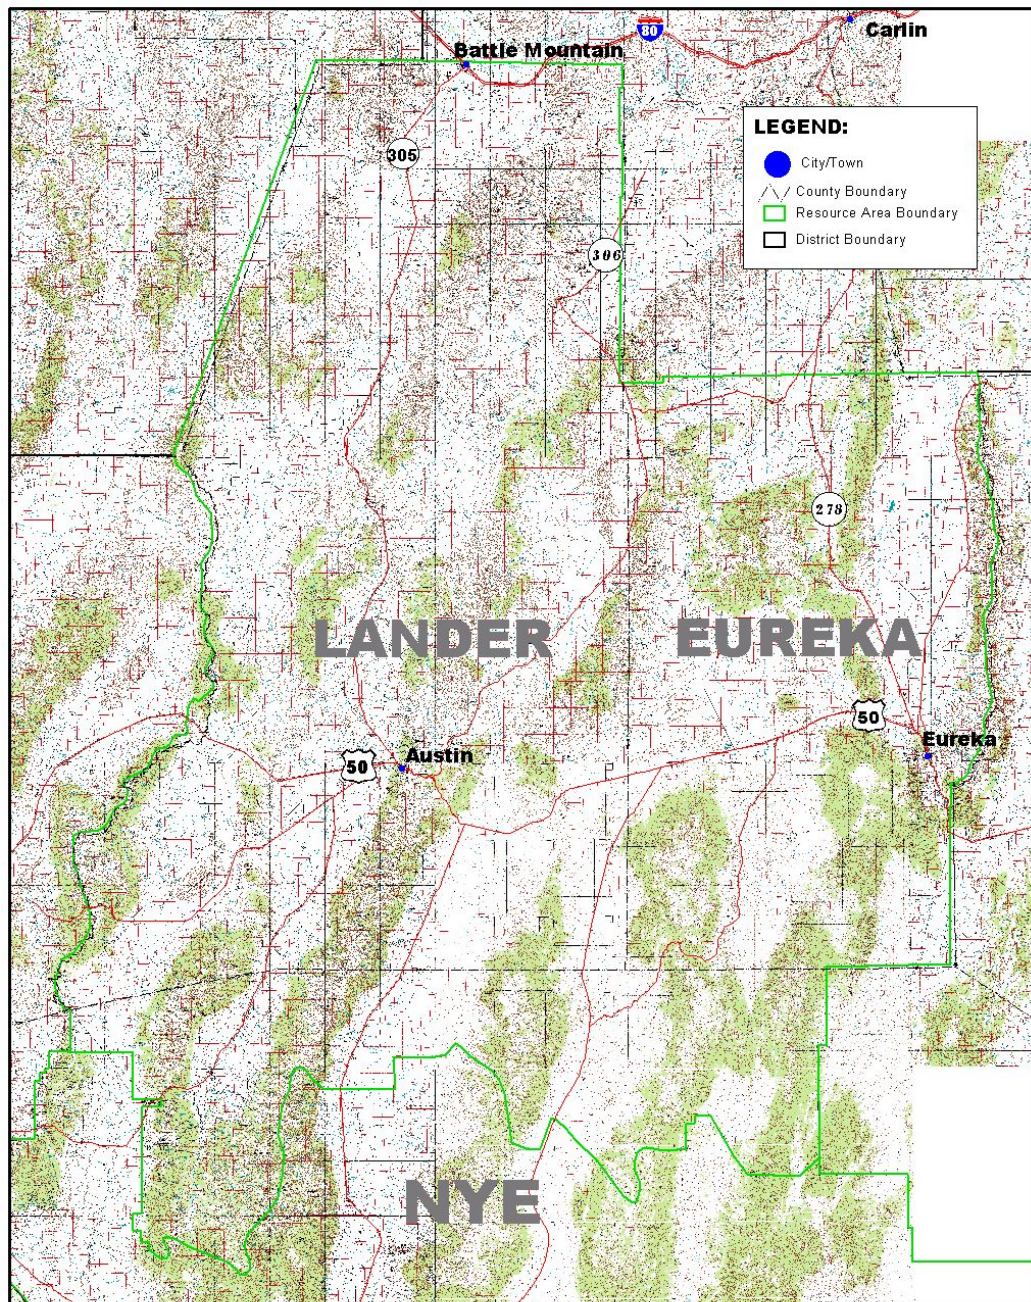 Carlin
80
Battle Mountain
LEGEND:
City/Town
County Boundary
Resource Area Boundary
District Boundary
305
306
278
LANDER
EUREKA
50
Eureka
50
Austin
NYE